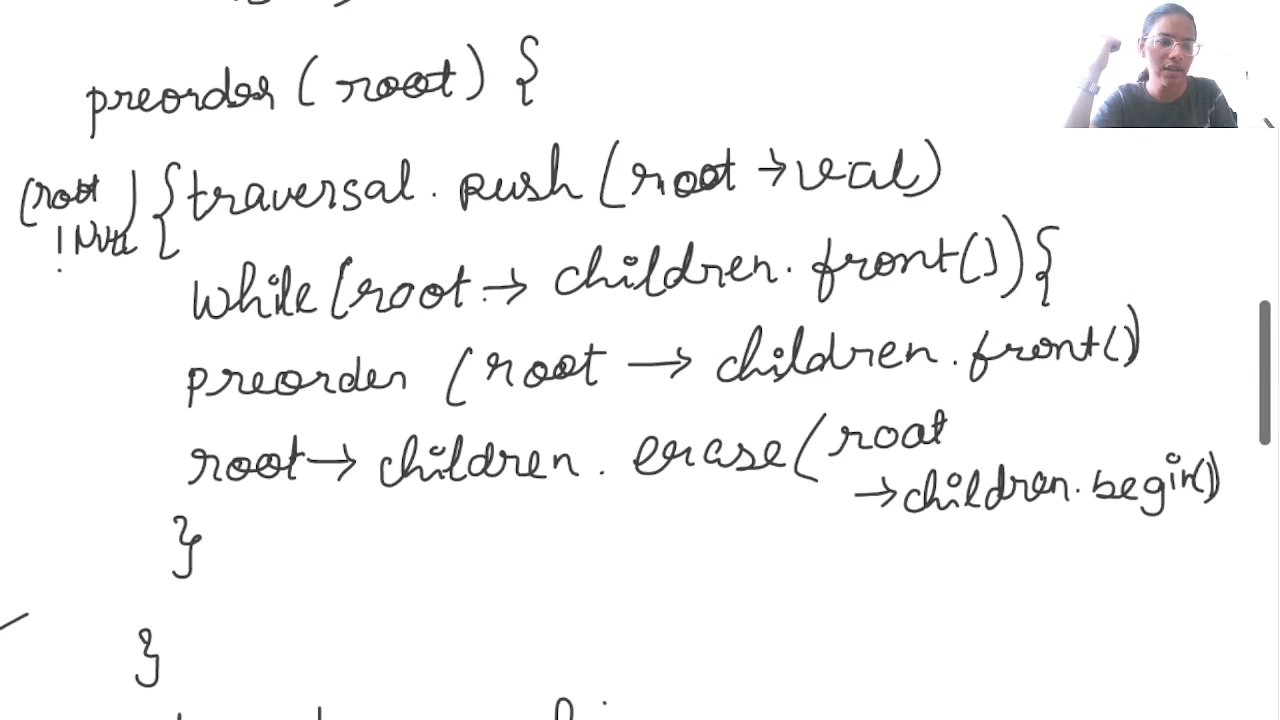 preorder (root) {
(root != NULL) { traversal.push (root →val)
while (root → children.front()) {
preorder (root → children.front()
root → children.erase (root
→ children.begin())
}
}